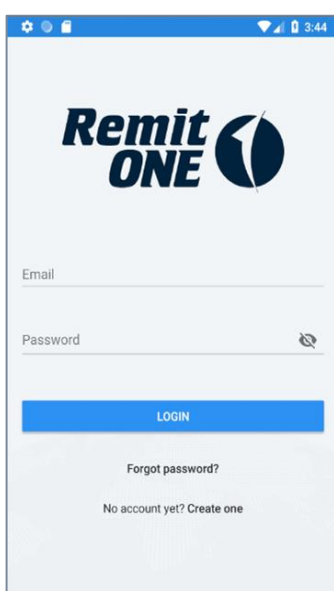 3:44
Remit
ONE
Email
Password
LOGIN
Forgot password?
No account yet? Create one